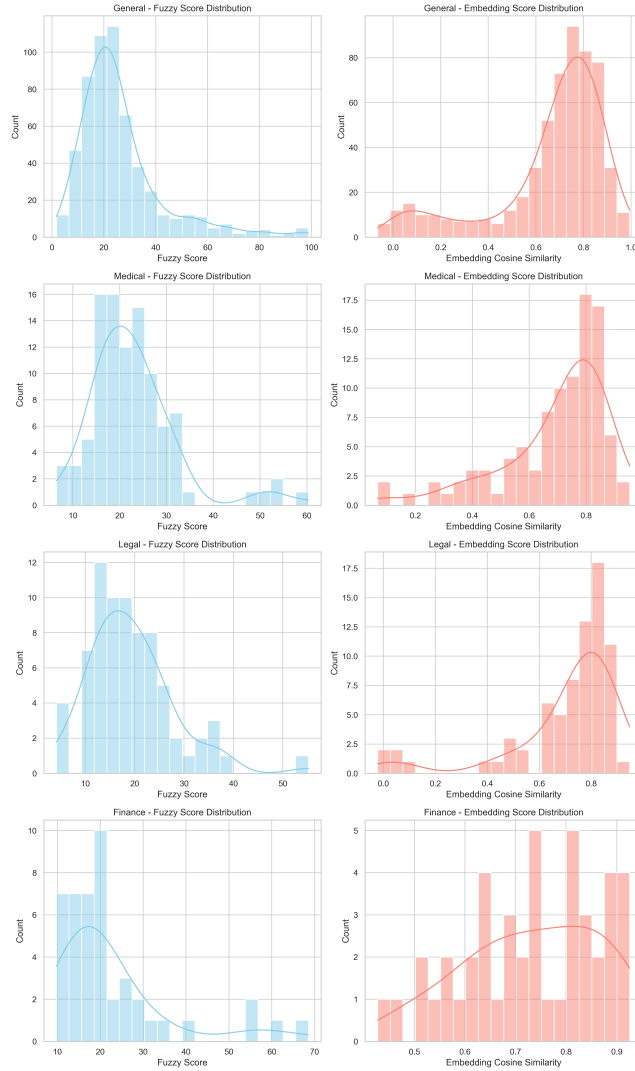 General - Fuzzy Score Distribution
Count
100
80
60
40
20
0
0 20 40 60 80 100
Fuzzy Score
General - Embedding Score Distribution
Count
80
60
40
20
0
0.0 0.2 0.4 0.6 0.8 1.0
Embedding Cosine Similarity
Medical - Fuzzy Score Distribution
Count
16
14
12
10
8
6
4
2
0
10 20 30 40 50 60
Fuzzy Score
Medical - Embedding Score Distribution
Count
17.5
15.0
12.5
10.0
7.5
5.0
2.5
0.0
0.2 0.4 0.6 0.8
Embedding Cosine Similarity
Legal - Fuzzy Score Distribution
Count
12
10
8
6
4
2
0
10 20 30 40 50
Fuzzy Score
Legal - Embedding Score Distribution
Count
17.5
15.0
12.5
10.0
7.5
5.0
2.5
0.0
0.0 0.2 0.4 0.6 0.8
Embedding Cosine Similarity
Finance - Fuzzy Score Distribution
Count
10
8
6
4
2
0
10 20 30 40 50 60 70
Fuzzy Score
Finance - Embedding Score Distribution
Count
5
4
3
2
1
0
0.5 0.6 0.7 0.8 0.9
Embedding Cosine Similarity